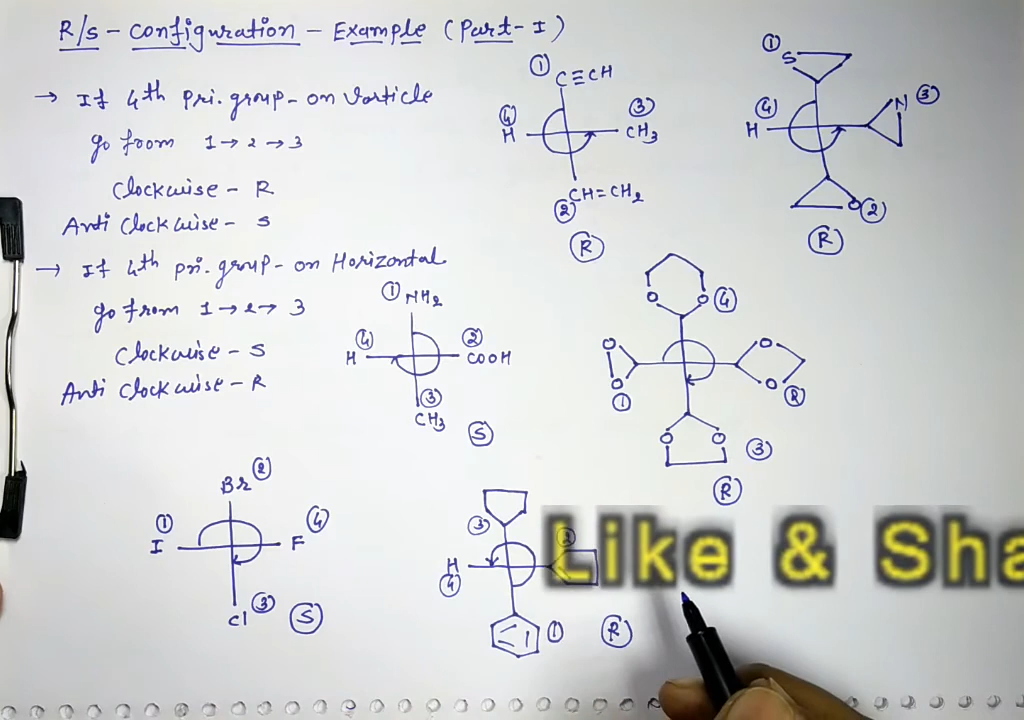 R/s - configuration - Example (Part-I)
→ If 4th pri. group - on Varticle
go from 1 → 2 → 3
Clockwise - R
Anti Clockwise - S
→ If 4th pri. group - on Horizontal
go from 1 → 2 → 3
Clockwise - S
Anti Clockwise - R
① C≡CH
④ H
③ CH₃
② CH=CH₂
Ⓡ
① S
④ H
N ③
O ②
Ⓡ
① NH₂
④ H
② COOH
③ CH₃
Ⓢ
O O ④
O O ①
O O ②
O O ③
Ⓡ
Br ②
① I
④ F
Cl ③
Ⓢ
③
H ④
②
①
Ⓡ
Like & Sha